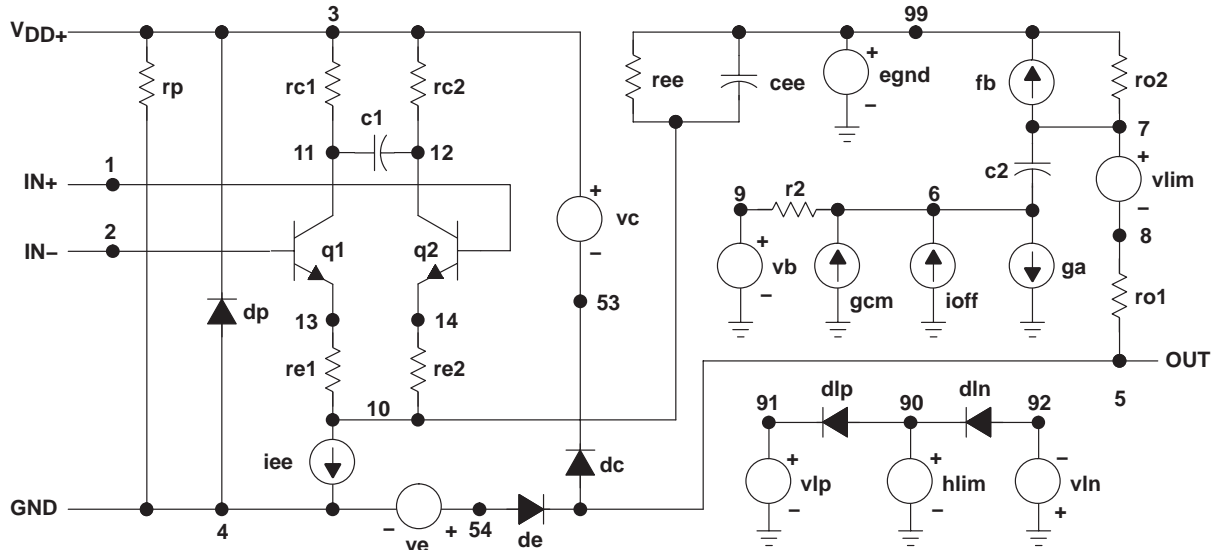 3
99
V_DD+
rp
rc1
rc2
ree
cee
egnd
+
−
fb
ro2
c1
7
11
12
c2
+
vlim
−
1
IN+
9
r2
6
8
2
IN−
q1
q2
+
vc
−
+
vb
−
gcm
ioff
ga
53
ro1
dp
13
14
OUT
re1
re2
dlp
dln
91
90
92
5
10
iee
dc
+
vlp
−
+
hlim
−
−
vln
+
GND
4
−
+
54
ve
de